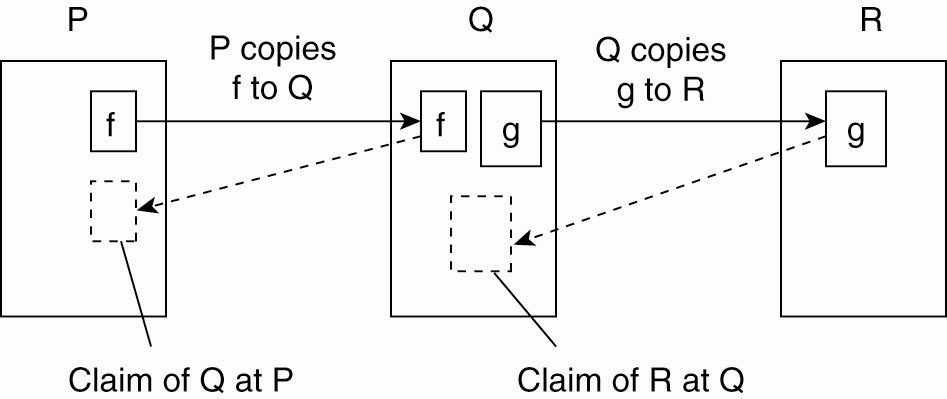 P
Q
R
P copies
f to Q
Q copies
g to R
f
f
g
g
Claim of Q at P
Claim of R at Q